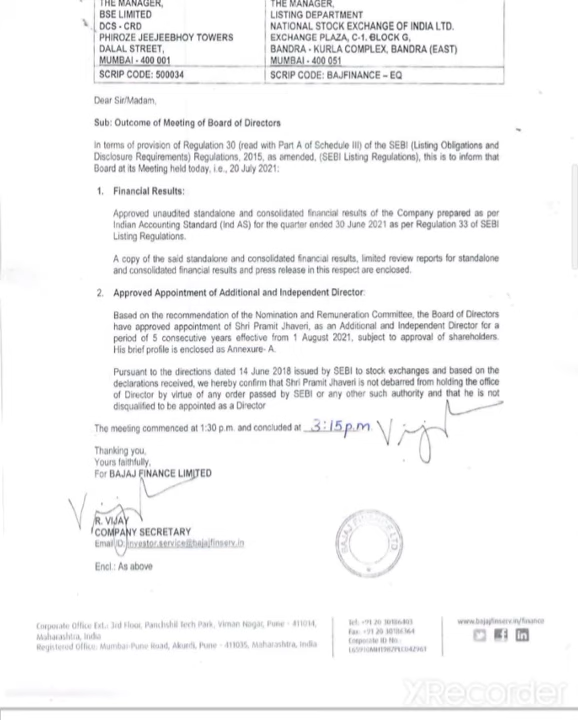 THE MANAGER,
BSE LIMITED
DCS - CRD
PHIROZE JEEJEEBHOY TOWERS
DALAL STREET,
MUMBAI - 400 001
SCRIP CODE: 500034
THE MANAGER,
LISTING DEPARTMENT
NATIONAL STOCK EXCHANGE OF INDIA LTD.
EXCHANGE PLAZA, C-1. BLOCK G,
BANDRA - KURLA COMPLEX, BANDRA (EAST)
MUMBAI - 400 051
SCRIP CODE: BAJFINANCE – EQ
Dear Sir/Madam,
Sub: Outcome of Meeting of Board of Directors
In terms of provision of Regulation 30 (read with Part A of Schedule III) of the SEBI (Listing Obligations and
Disclosure Requirements) Regulations, 2015, as amended, (SEBI Listing Regulations), this is to inform that
Board at its Meeting held today, i.e., 20 July 2021:
1. Financial Results:
Approved unaudited standalone and consolidated financial results of the Company prepared as per
Indian Accounting Standard (Ind AS) for the quarter ended 30 June 2021 as per Regulation 33 of SEBI
Listing Regulations.
A copy of the said standalone and consolidated financial results, limited review reports for standalone
and consolidated financial results and press release in this respect are enclosed.
2. Approved Appointment of Additional and Independent Director:
Based on the recommendation of the Nomination and Remuneration Committee, the Board of Directors
have approved appointment of Shri Pramit Jhaveri, as an Additional and Independent Director for a
period of 5 consecutive years effective from 1 August 2021, subject to approval of shareholders.
His brief profile is enclosed as Annexure- A.
Pursuant to the directions dated 14 June 2018 issued by SEBI to stock exchanges and based on the
declarations received, we hereby confirm that Shri Pramit Jhaveri is not debarred from holding the office
of Director by virtue of any order passed by SEBI or any other such authority and that he is not
disqualified to be appointed as a Director
The meeting commenced at 1:30 p.m. and concluded at 3:15 p.m.
Thanking you,
Yours faithfully,
For BAJAJ FINANCE LIMITED
R. VIJAY
COMPANY SECRETARY
Email ID: investor.service@bajajfinserv.in
Encl.: As above
BAJAJ FINANCE LTD
Corporate Office Ext.: 3rd Floor, Panchshil Tech Park, Viman Nagar, Pune - 411014,
Maharashtra, India
Registered Office: Mumbai-Pune Road, Akurdi, Pune - 411035, Maharashtra, India
Tel: +91 20 30186403
Fax: +91 20 30186364
Corporate ID No.:
www.bajajfinserv.in/finance
XRecorder